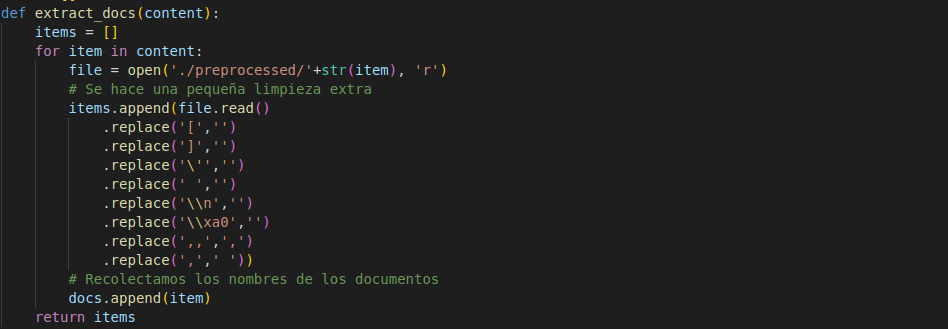 def extract_docs(content):
    items = []
    for item in content:
        file = open('./preprocessed/'+str(item), 'r')
        # Se hace una pequeña limpieza extra
        items.append(file.read()
            .replace('[','')
            .replace(']','')
            .replace('\'','')
            .replace(' ','')
            .replace('\\n','')
            .replace('\\xa0','')
            .replace(',,',',')
            .replace(',',' '))
        # Recolectamos los nombres de los documentos
        docs.append(item)
    return items